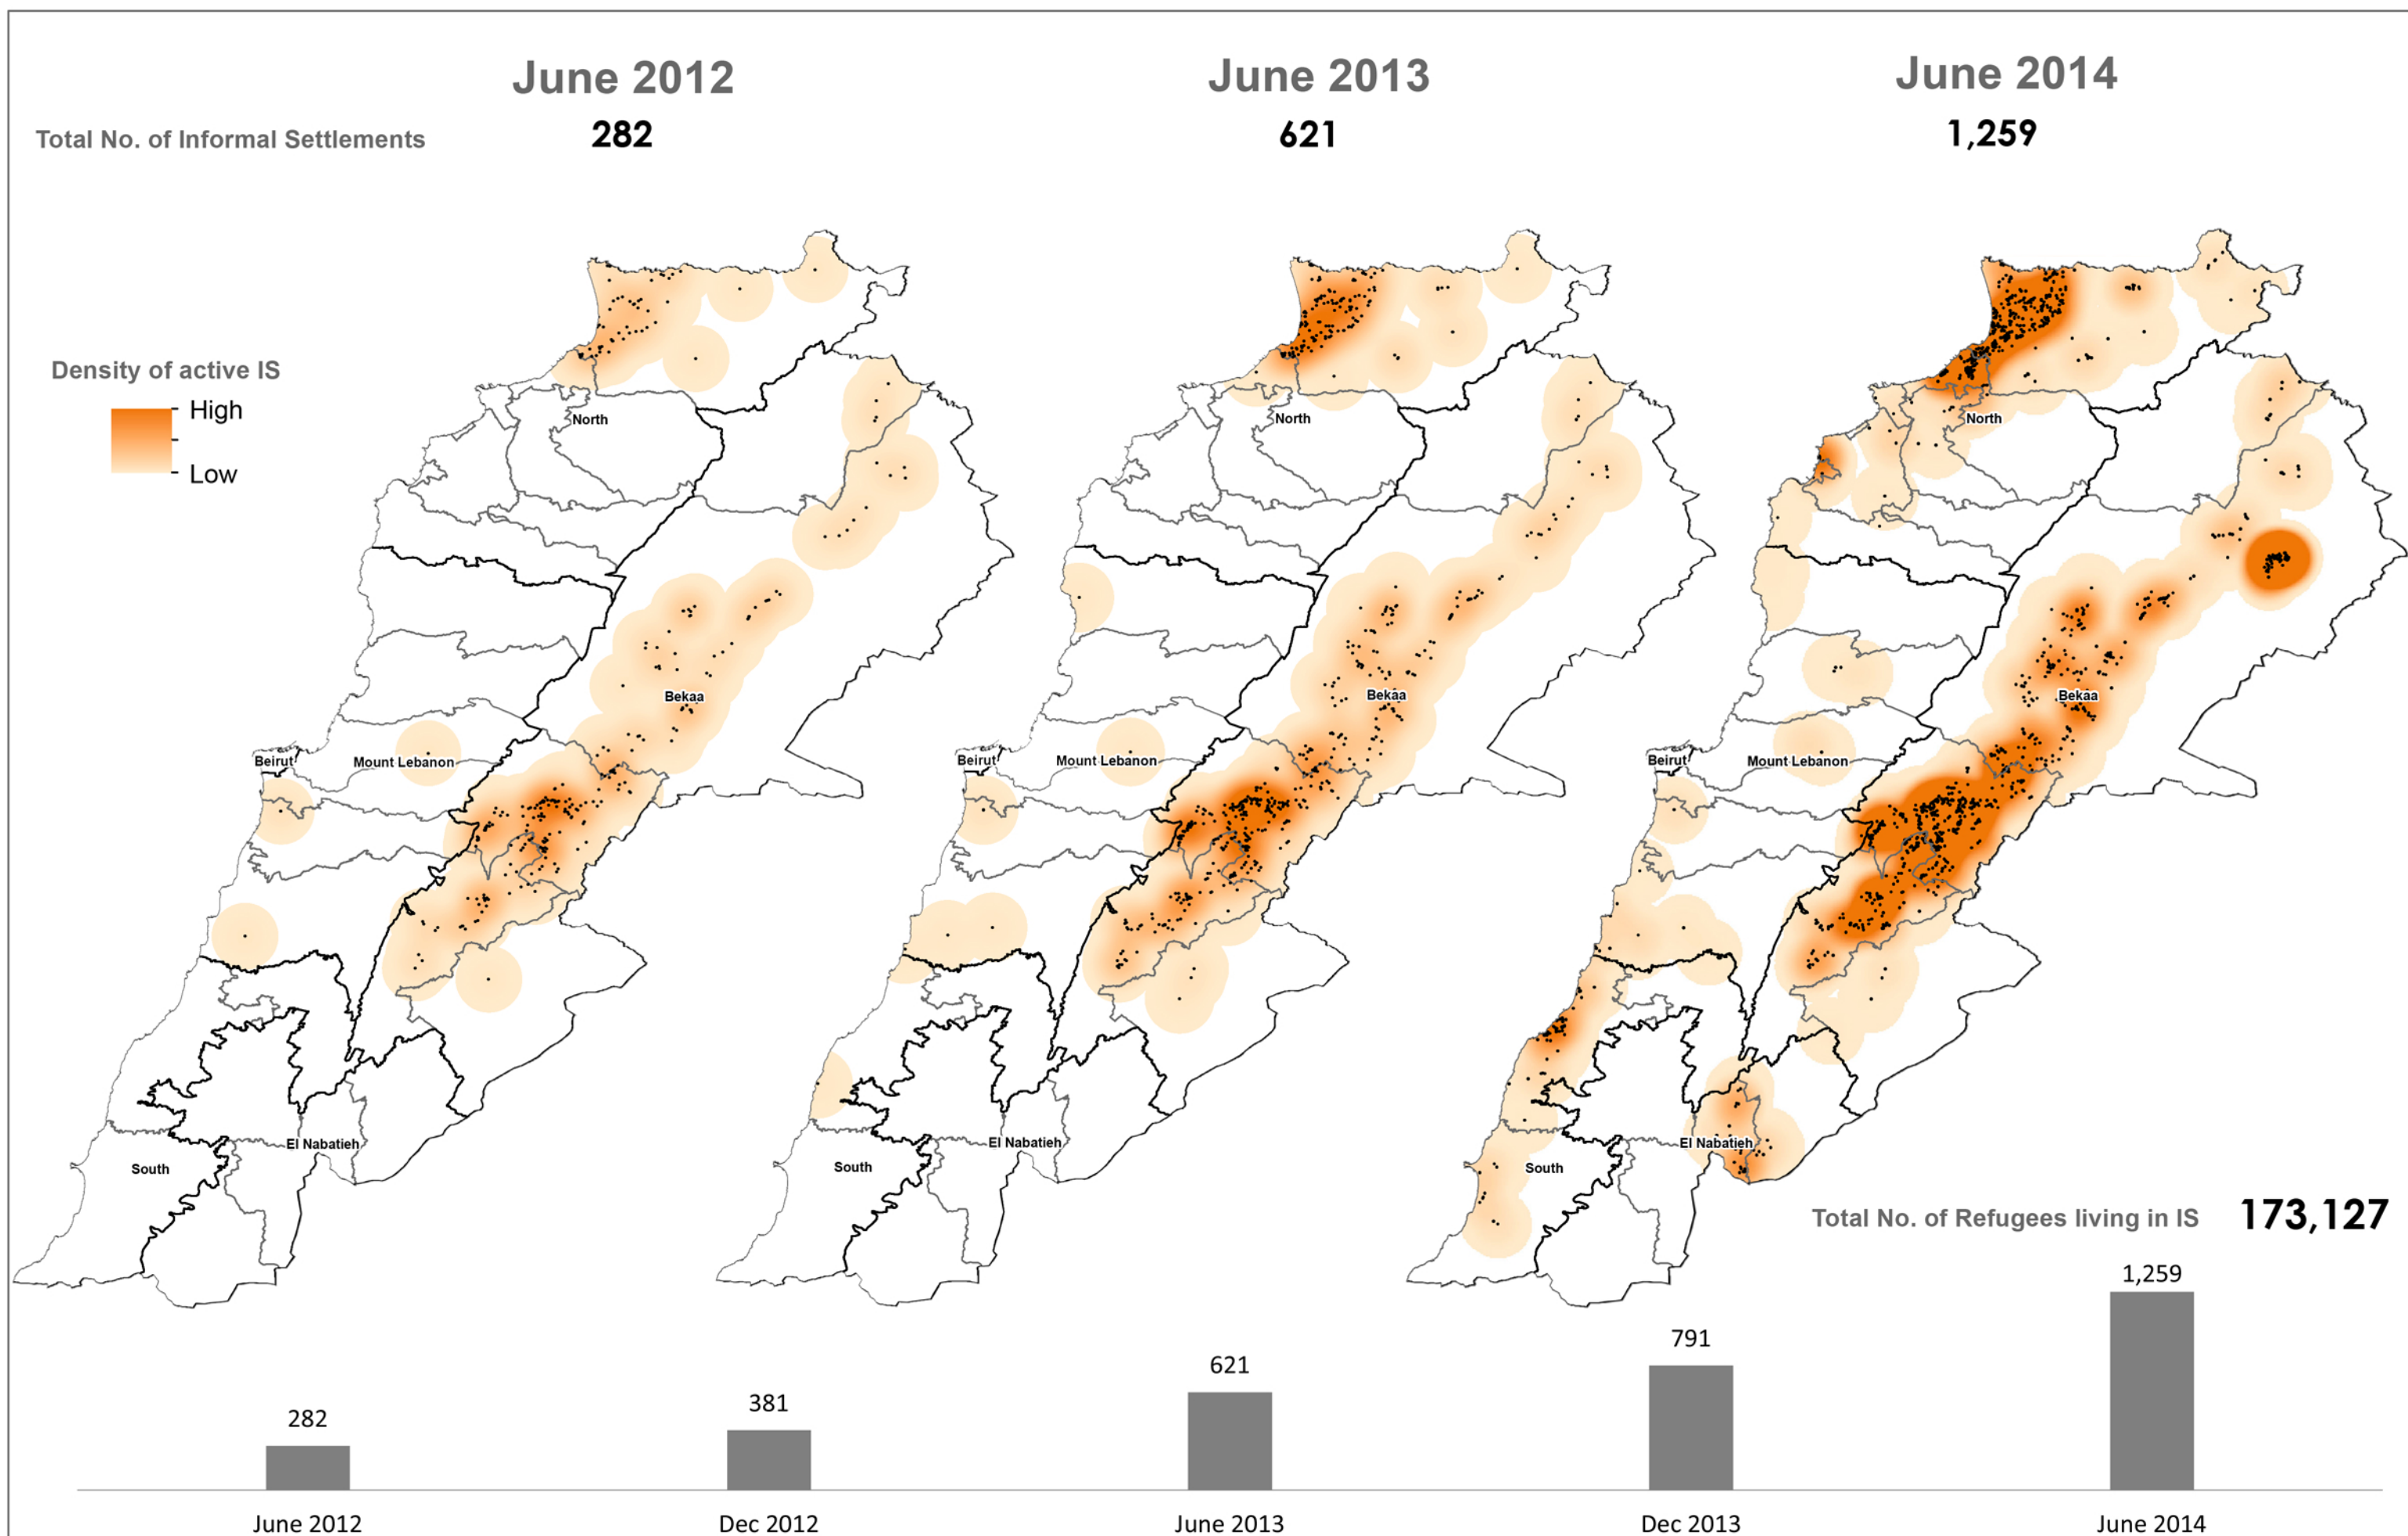 June 2012
June 2013
June 2014
Total No. of Informal Settlements
282
621
1,259
Density of active IS
High
Low
North
Bekaa
Beirut
Mount Lebanon
El Nabatieh
South
North
Bekaa
Beirut
Mount Lebanon
El Nabatieh
South
North
Bekaa
Beirut
Mount Lebanon
El Nabatieh
South
Total No. of Refugees living in IS
173,127
282
381
621
791
1,259
June 2012
Dec 2012
June 2013
Dec 2013
June 2014